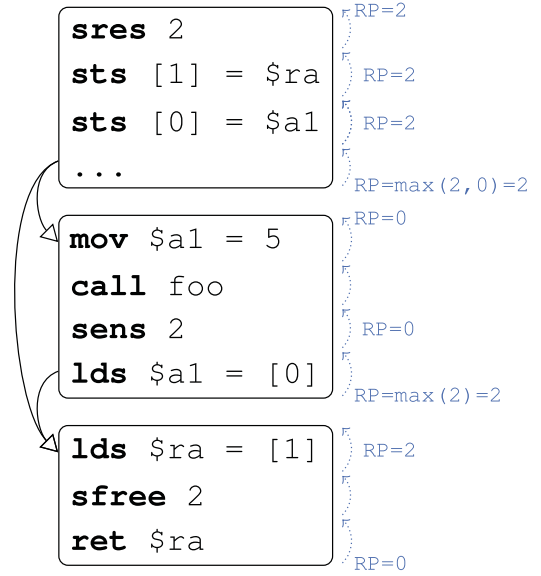 RP=2
sres 2
sts [1] = $ra RP=2
sts [0] = $a1 RP=2
...
RP=max(2,0)=2
RP=0
mov $a1 = 5
call foo
sens 2 RP=0
lds $a1 = [0]
RP=max(2)=2
lds $ra = [1] RP=2
sfree 2
ret $ra
RP=0